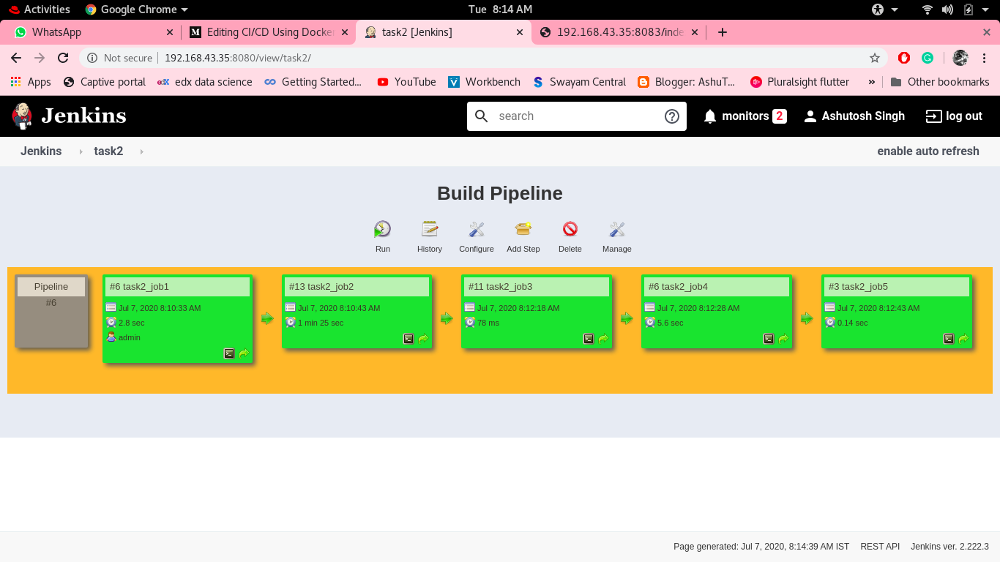 Activities Google Chrome Tue 8:14 AM
WhatsApp Editing CI/CD Using Docke task2 [Jenkins] 192.168.43.35:8083/inde
Not secure 192.168.43.35:8080/view/task2/
Apps Captive portal edX edx data science Getting Started... YouTube Workbench Swayam Central Blogger: AshuT... Pluralsight flutter » Other bookmarks
Jenkins search monitors 2 Ashutosh Singh log out
Jenkins task2 enable auto refresh
Build Pipeline
Run History Configure Add Step Delete Manage
Pipeline #6 task2_job1 #13 task2_job2 #11 task2_job3 #6 task2_job4 #3 task2_job5
#6 Jul 7, 2020 8:10:33 AM Jul 7, 2020 8:10:43 AM Jul 7, 2020 8:12:18 AM Jul 7, 2020 8:12:28 AM Jul 7, 2020 8:12:43 AM
2.8 sec 1 min 25 sec 78 ms 5.6 sec 0.14 sec
admin
Page generated: Jul 7, 2020, 8:14:39 AM IST REST API Jenkins ver. 2.222.3